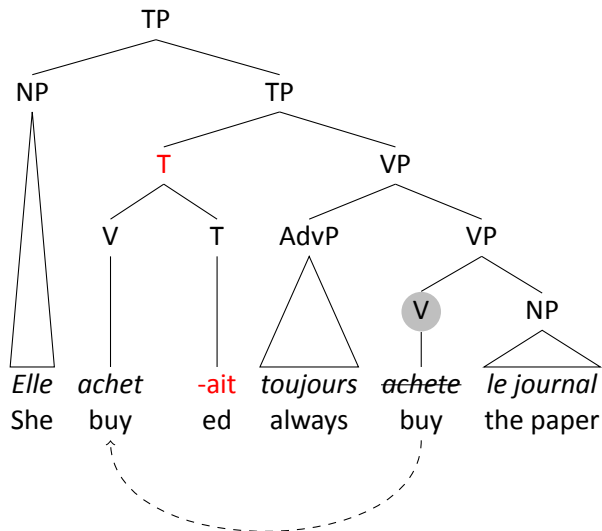 TP
NP TP
T VP
V T AdvP VP
V NP
Elle achet -ait toujours achete le journal
She buy ed always buy the paper